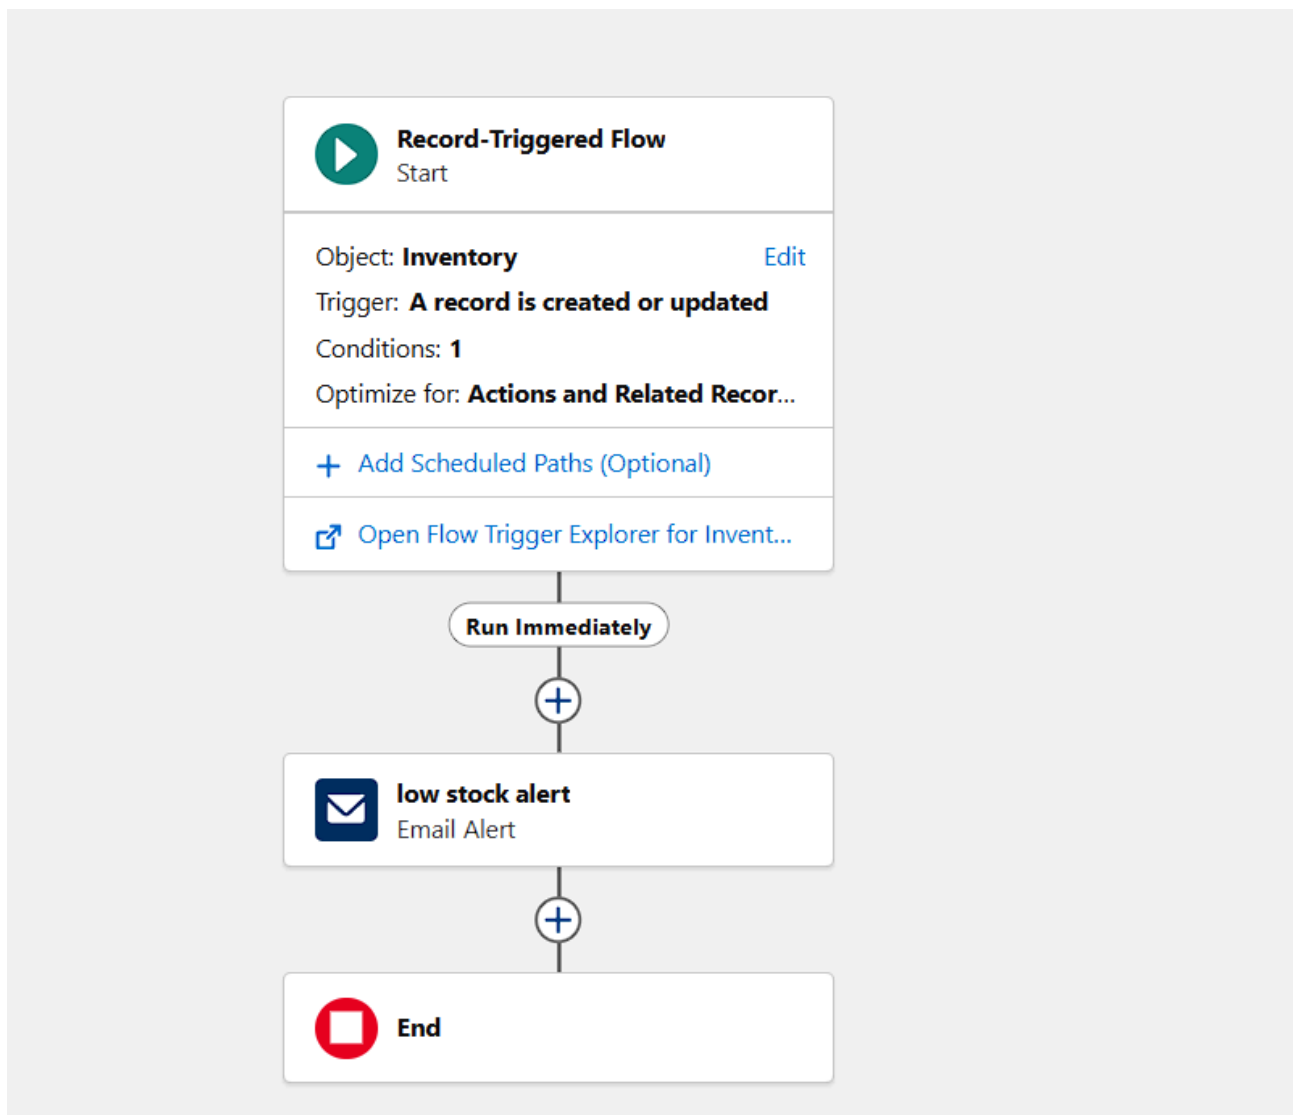 Record-Triggered Flow
Start
Object: Inventory Edit
Trigger: A record is created or updated
Conditions: 1
Optimize for: Actions and Related Recor...
Add Scheduled Paths (Optional)
Open Flow Trigger Explorer for Invent...
Run Immediately
low stock alert
Email Alert
End